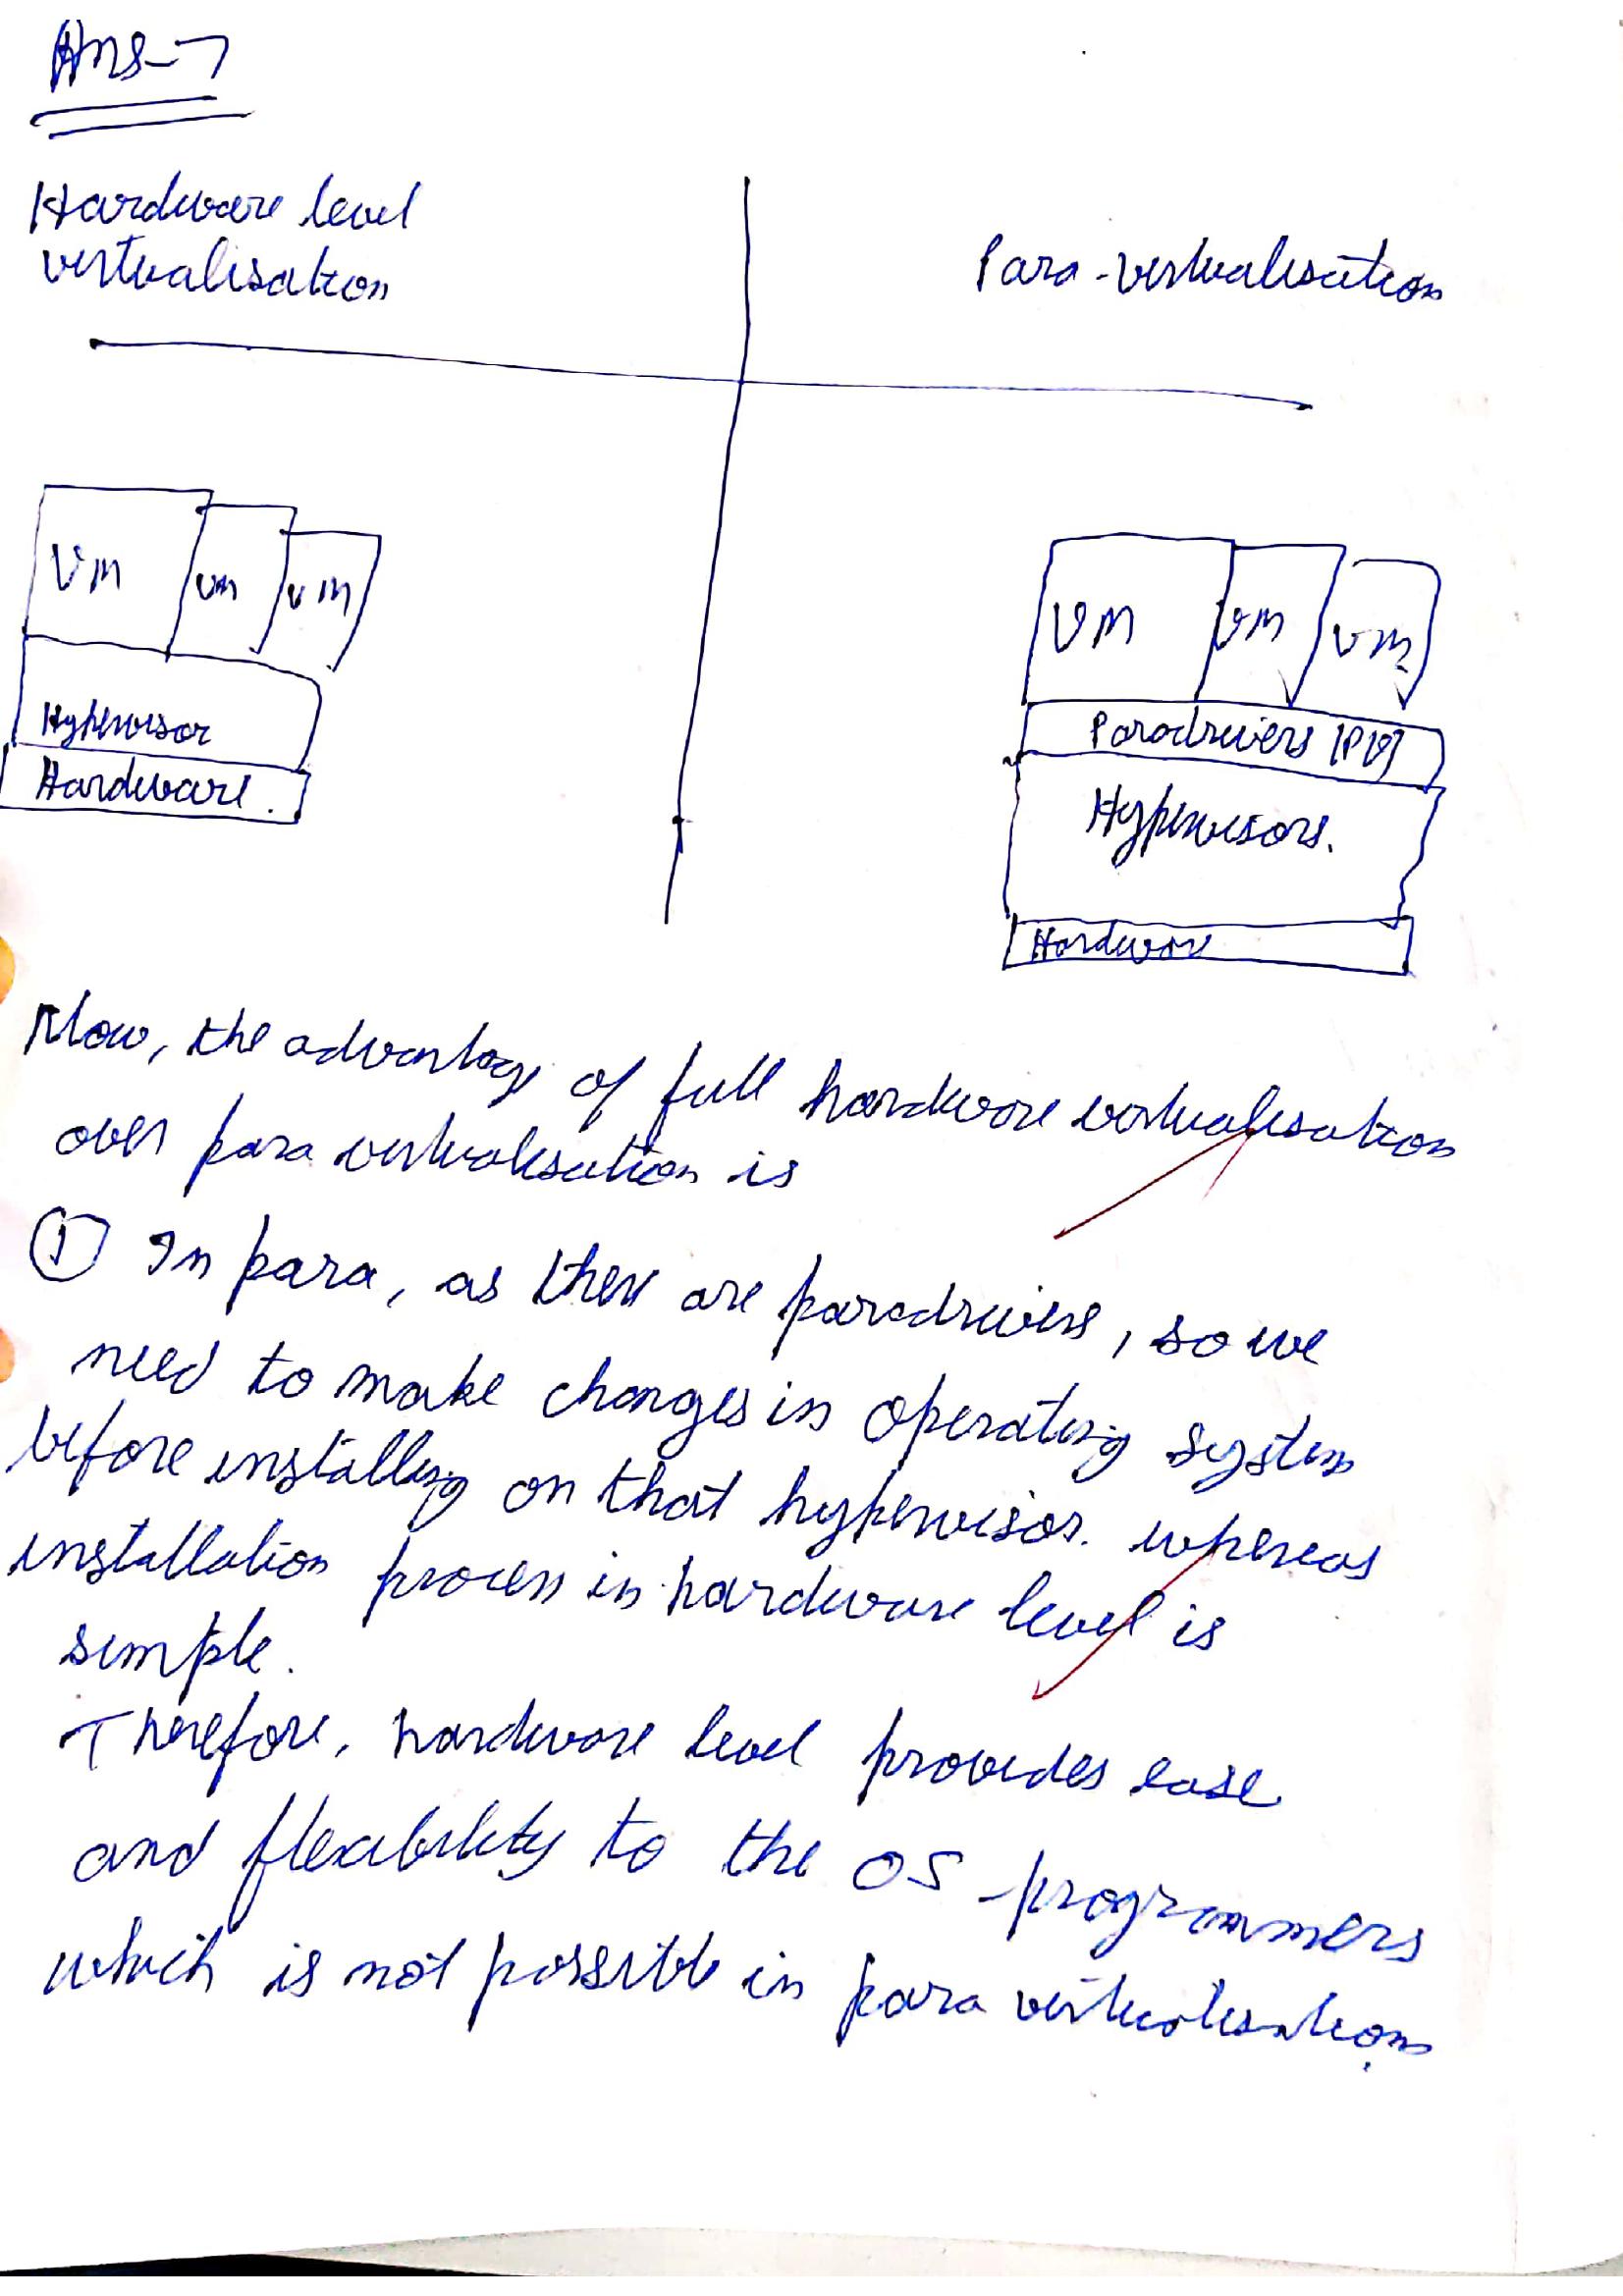 Ans-7
Hardware level
virtualisation
Para-virtualisation
VM
vm
vm
Hypervisor
Hardware.
VM
vm
vm
Paradrivers [PV]
Hypervisors.
Hardware
Now, the advantage of full hardware virtualisation
over para virtualisation is
① In para, as there are paradrivers, so we
need to make changes in operating system
before installing on that hypervisor. whereas
installation process in hardware level is
simple.
Therefore, hardware level provides ease
and flexibility to the OS-programmers
which is not possible in para virtualisation.